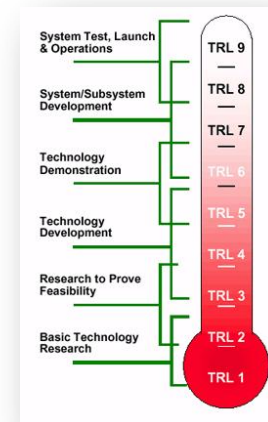 System Test, Launch
& Operations
System/Subsystem
Development
Technology
Demonstration
Technology
Development
Research to Prove
Feasibility
Basic Technology
Research
TRL 9
TRL 8
TRL 7
TRL 6
TRL 5
TRL 4
TRL 3
TRL 2
TRL 1